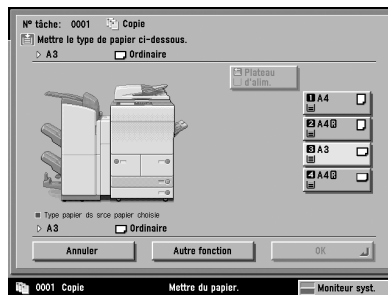 N° tâche: 0001 Copie
Mettre le type de papier ci-dessous.
A3 Ordinaire
Plateau
d'alim.
1 A4
2 A4R
3 A3
4 A4R
Type papier ds srce papier choisie
A3 Ordinaire
Annuler Autre fonction OK
0001 Copie Mettre du papier. Moniteur syst.